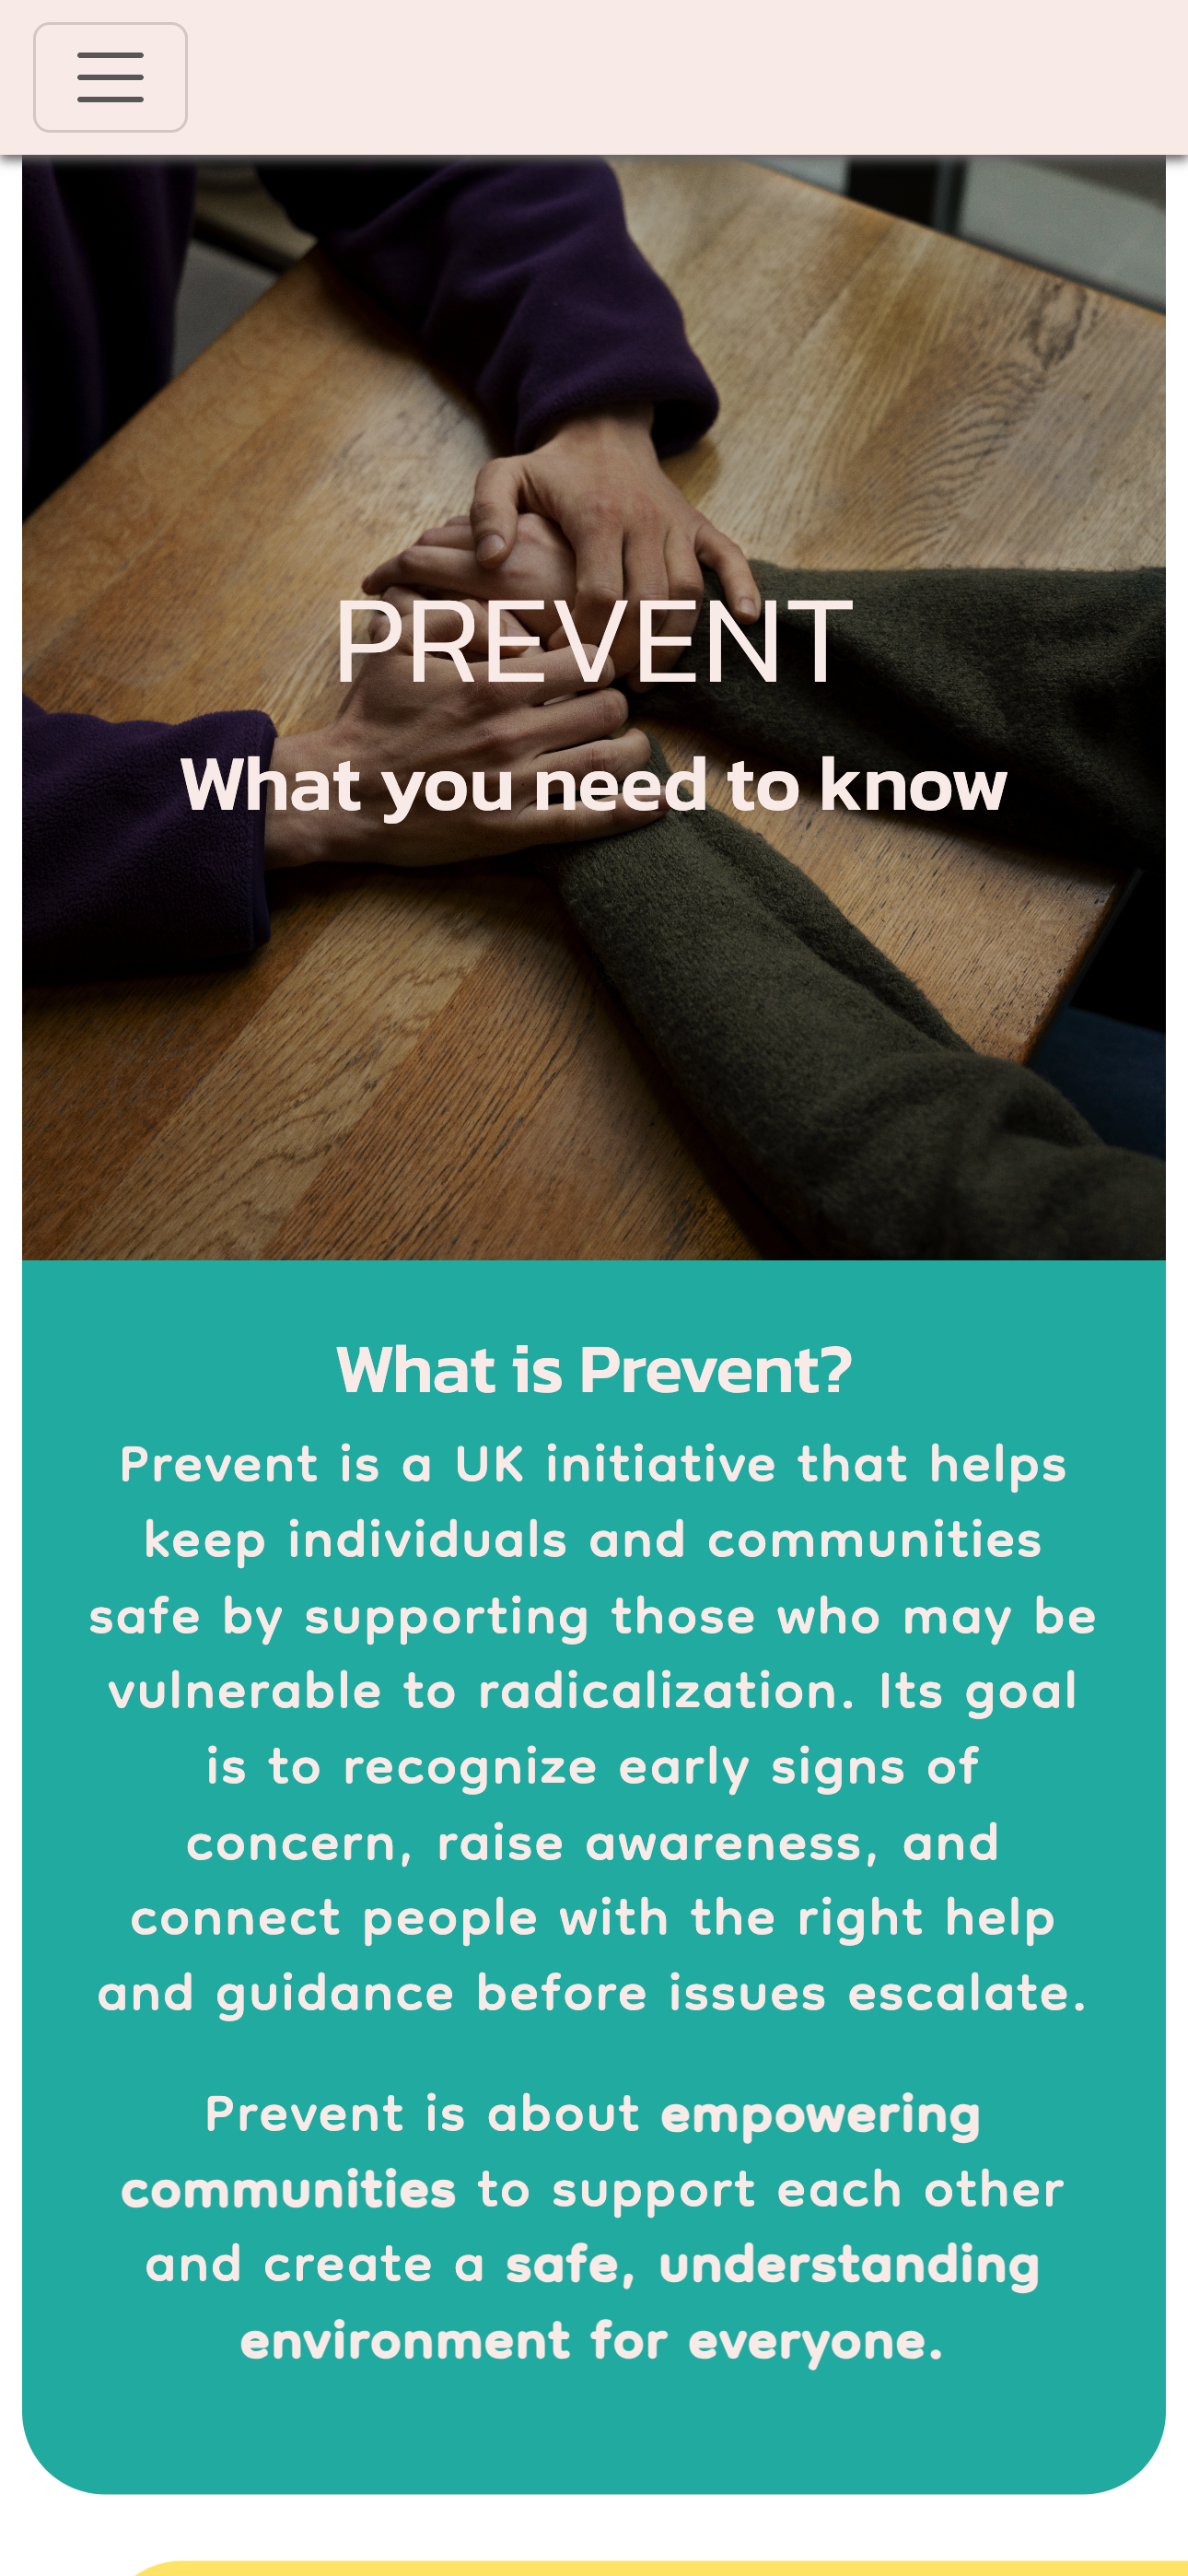 PREVENT
What you need to know
What is Prevent?
Prevent is a UK initiative that helps
keep individuals and communities
safe by supporting those who may be
vulnerable to radicalization. Its goal
is to recognize early signs of
concern, raise awareness, and
connect people with the right help
and guidance before issues escalate.
Prevent is about empowering
communities to support each other
and create a safe, understanding
environment for everyone.